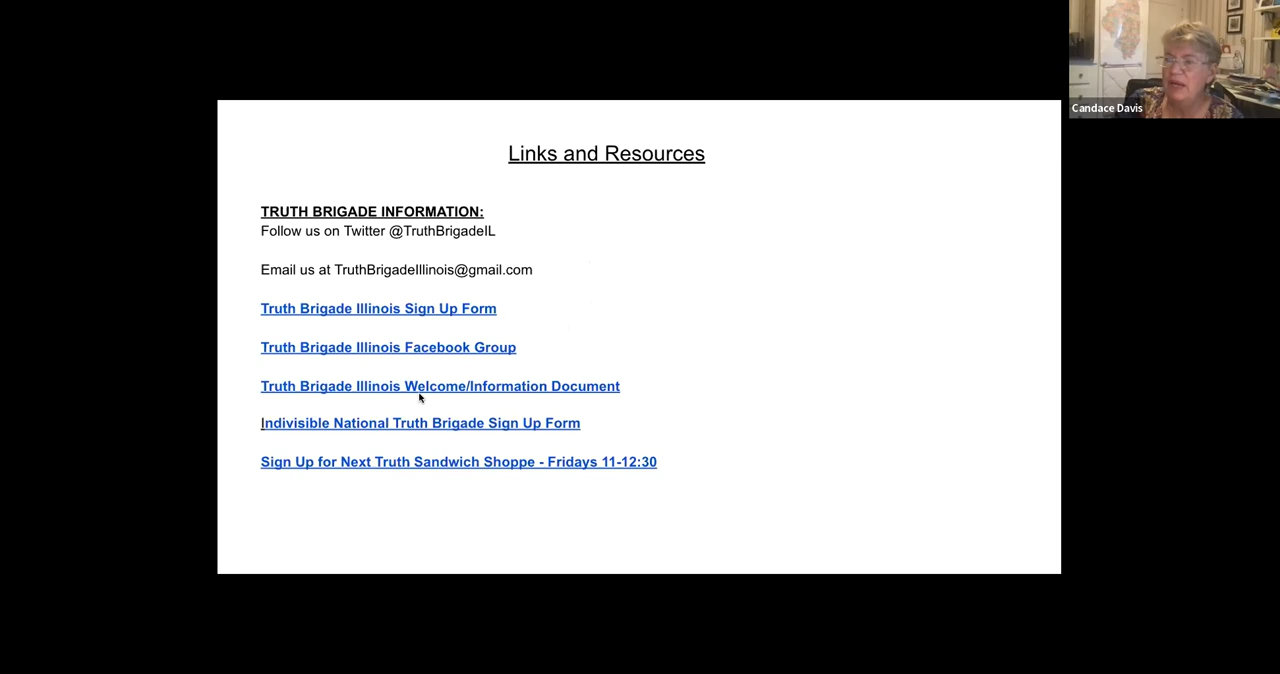 Candace Davis
Links and Resources
TRUTH BRIGADE INFORMATION:
Follow us on Twitter @TruthBrigadeIL
Email us at TruthBrigadeIllinois@gmail.com
Truth Brigade Illinois Sign Up Form
Truth Brigade Illinois Facebook Group
Truth Brigade Illinois Welcome/Information Document
Indivisible National Truth Brigade Sign Up Form
Sign Up for Next Truth Sandwich Shoppe - Fridays 11-12:30